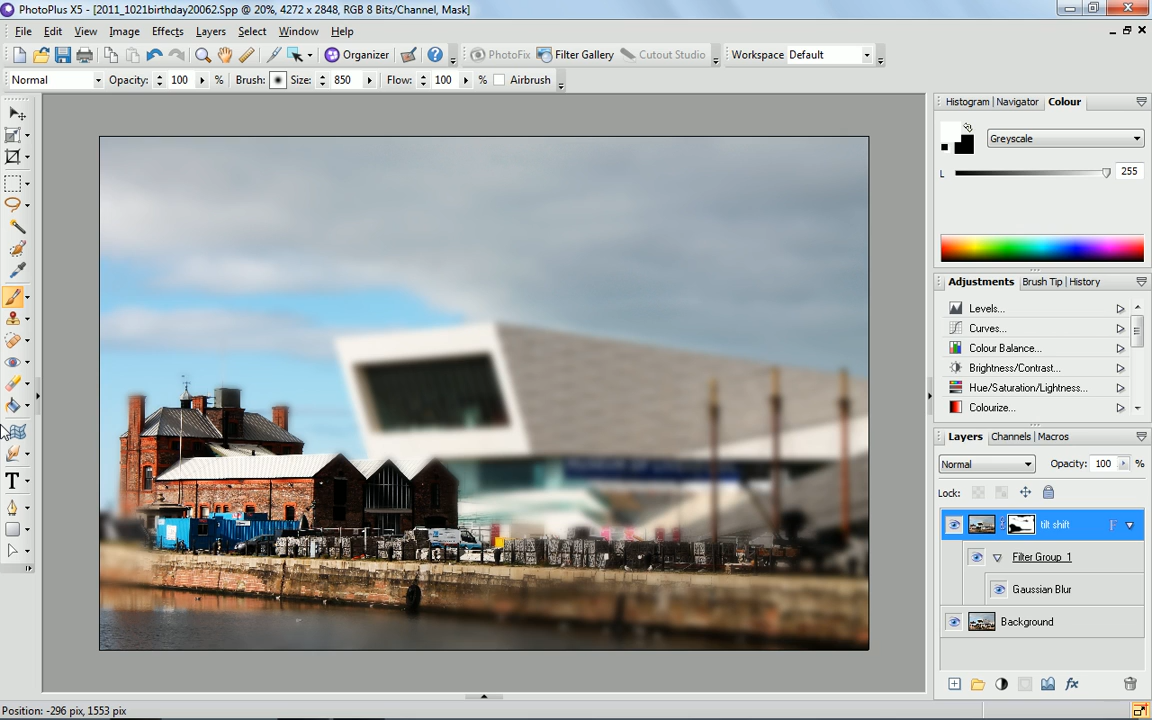 PhotoPlus X5 - [2011_1021birthday20062.Spp @ 20%, 4272 x 2848, RGB 8 Bits/Channel, Mask]
File Edit View Image Effects Layers Select Window Help
Organizer PhotoFix Filter Gallery Cutout Studio Workspace Default
Normal Opacity: 100 % Brush: Size: 850 Flow: 100 % Airbrush
Histogram Navigator Colour
Greyscale
L 255
Adjustments Brush Tip History
Levels...
Curves...
Colour Balance...
Brightness/Contrast...
Hue/Saturation/Lightness...
Colourize...
Layers Channels Macros
Normal Opacity: 100 %
Lock:
tilt shift F
Filter Group 1
Gaussian Blur
Background
fx
T
Position: -296 pix, 1553 pix